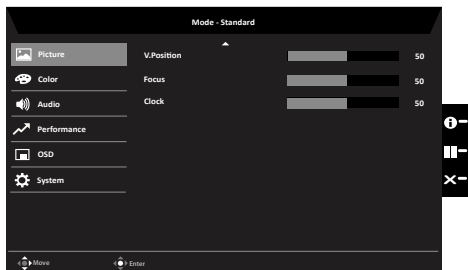 Mode - Standard
Picture
Color
Audio
Performance
OSD
System
V.Position 50
Focus 50
Clock 50
Move Enter